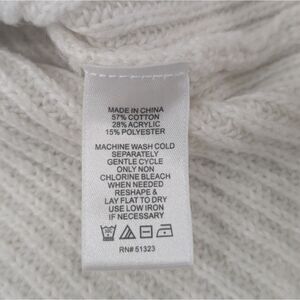 MADE IN CHINA
57% COTTON
28% ACRYLIC
15% POLYESTER
MACHINE WASH COLD
SEPARATELY
GENTLE CYCLE
ONLY NON
CHLORINE BLEACH
WHEN NEEDED
RESHAPE &
LAY FLAT TO DRY
USE LOW IRON
IF NECESSARY
RN# 51323